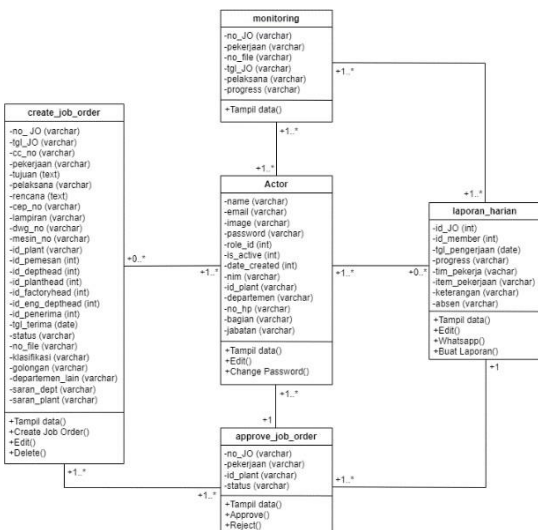 monitoring
-no_JO (varchar)
-pekerjaan (varchar)
-no_file (varchar)
-tgl_JO (varchar)
-pelaksana (varchar)
-progress (varchar)
+Tampil data()
+1..*
+1..*
+1..*
+1..*
create_job_order
-no_ JO (varchar)
-tgl_JO (varchar)
-cc_no (varchar)
-pekerjaan (varchar)
-tujuan (text)
-pelaksana (varchar)
-rencana (text)
-cep_no (varchar)
-lampiran (varchar)
-dwg_no (varchar)
-mesin_no (varchar)
-id_plant (varchar)
-id_pemesan (int)
-id_depthead (int)
-id_planthead (int)
-id_factoryhead (int)
-id_eng_depthead (int)
-id_penerima (int)
-tgl_terima (date)
-status (varchar)
-no_file (varchar)
-klasifikasi (varchar)
-golongan (varchar)
-departemen_lain (varchar)
-saran_dept (varchar)
-saran_plant (varchar)
+Tampil data()
+Create Job Order()
+Edit()
+Delete()
+0..*
+1..*
+1..*
Actor
-name (varchar)
-email (varchar)
-image (varchar)
-password (varchar)
-role_id (int)
-is_active (int)
-date_created (int)
-nim (varchar)
-id_plant (varchar)
-departemen (varchar)
-no_hp (varchar)
-bagian (varchar)
-jabatan (varchar)
+Tampil data()
+Edit()
+Change Password()
+1..*
+0..*
+1
+1..*
laporan_harian
-id_JO (int)
-id_member (int)
-tgl_pengerjaan (date)
-progress (varchar)
-tim_pekerja (vachar)
-item_pekerjaan (varchar)
-keterangan (varchar)
-absen (varchar)
+Tampil data()
+Edit()
+Whatsapp()
+Buat Laporan()
+1
approve_job_order
-no_JO (varchar)
-pekerjaan (varchar)
-id_plant (varchar)
-status (varchar)
+Tampil data()
+Approve()
+Reject()
+1..*
+1..*